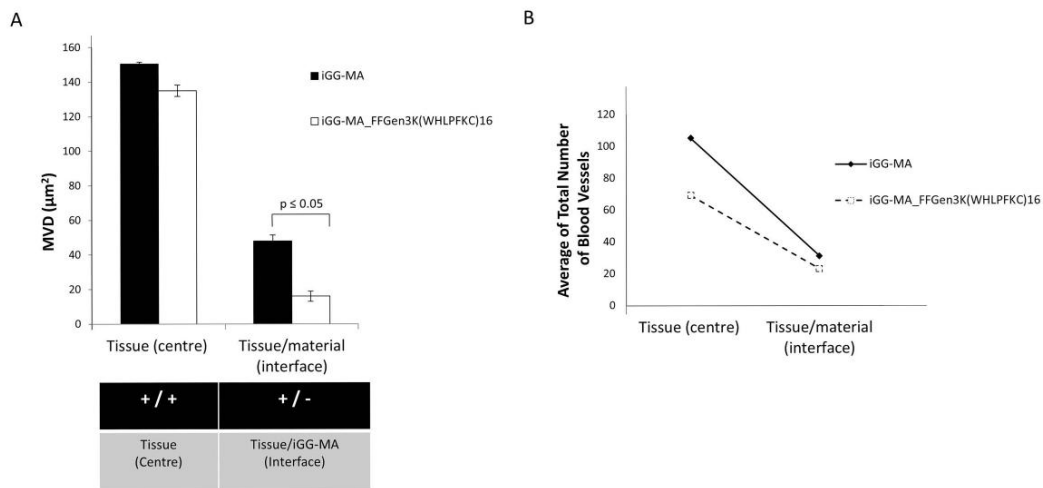 A
160
140
120
100
80
60
40
20
0
MVD (µm²)
iGG-MA
iGG-MA_FFGen3K(WHLPFKC)16
p ≤ 0.05
Tissue (centre)
Tissue/material
(interface)
+ / +
+ / -
Tissue
(Centre)
Tissue/iGG-MA
(Interface)
B
120
100
80
60
40
20
0
Average of Total Number
of Blood Vessels
iGG-MA
iGG-MA_FFGen3K(WHLPFKC)16
Tissue (centre)
Tissue/material
(interface)